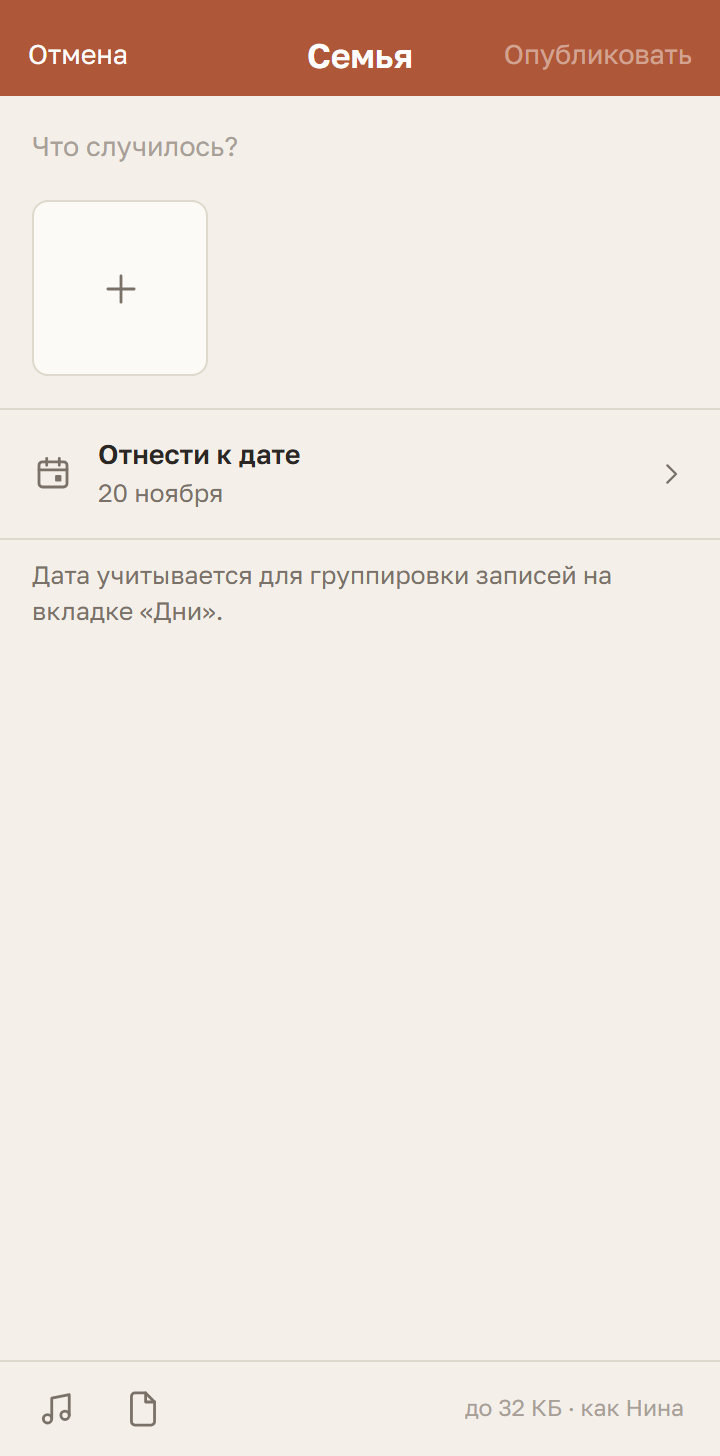 Отмена
Семья
Опубликовать
Что случилось?
Отнести к дате
20 ноября
Дата учитывается для группировки записей на
вкладке «Дни».
до 32 КБ · как Нина